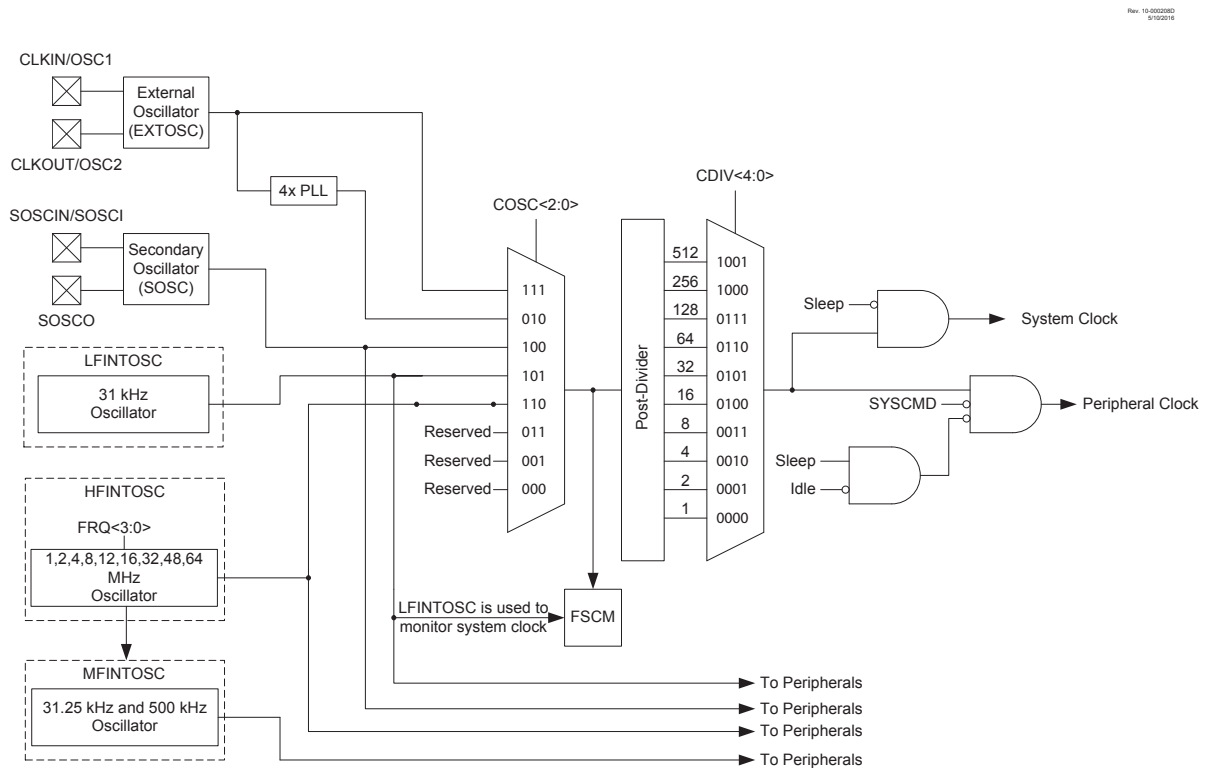 Rev. 10-000208D
5/10/2016
CLKIN/OSC1
External
Oscillator
(EXTOSC)
CLKOUT/OSC2
4x PLL
SOSCIN/SOSCI
Secondary
Oscillator
(SOSC)
SOSCO
LFINTOSC
31 kHz
Oscillator
HFINTOSC
FRQ<3:0>
1,2,4,8,12,16,32,48,64
MHz
Oscillator
MFINTOSC
31.25 kHz and 500 kHz
Oscillator
COSC<2:0>
111
010
100
101
110
Reserved 011
Reserved 001
Reserved 000
LFINTOSC is used to
monitor system clock
FSCM
Post-Divider
CDIV<4:0>
512 1001
256 1000
128 0111
64 0110
32 0101
16 0100
8 0011
4 0010
2 0001
1 0000
Sleep
System Clock
SYSCMD
Peripheral Clock
Sleep
Idle
To Peripherals
To Peripherals
To Peripherals
To Peripherals